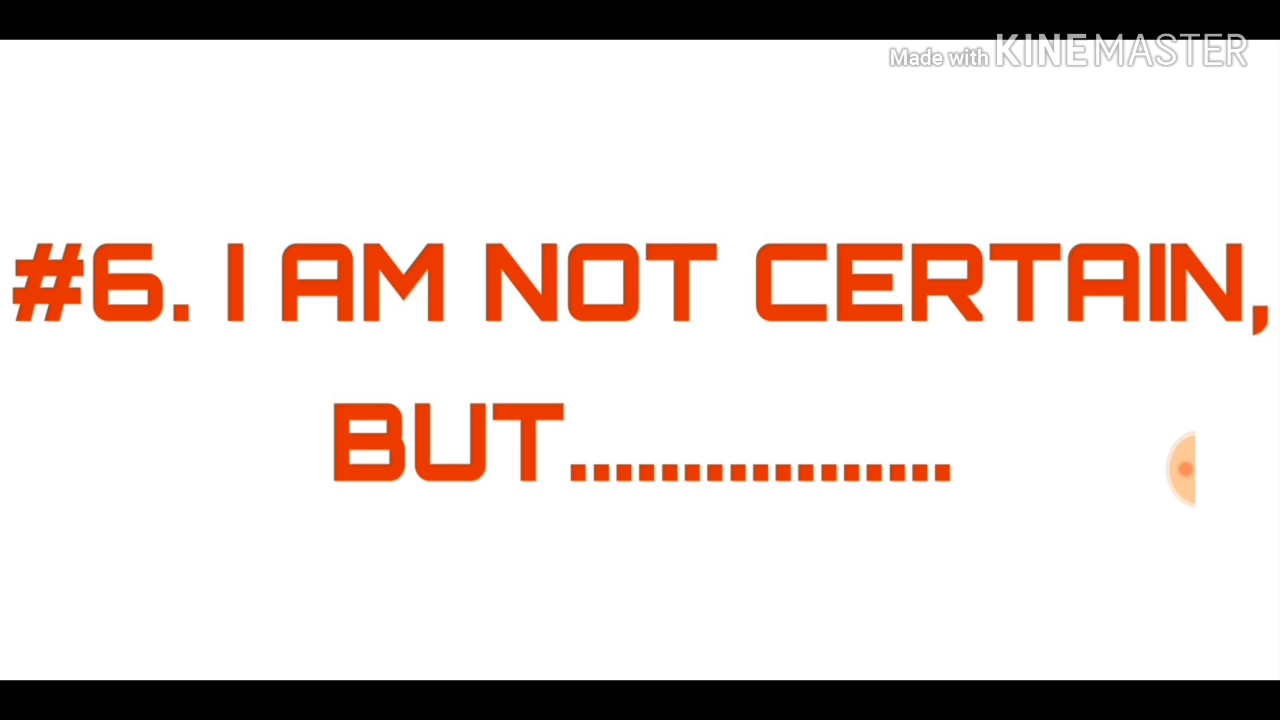 Made with KINEMASTER
#6. I AM NOT CERTAIN,
BUT.................